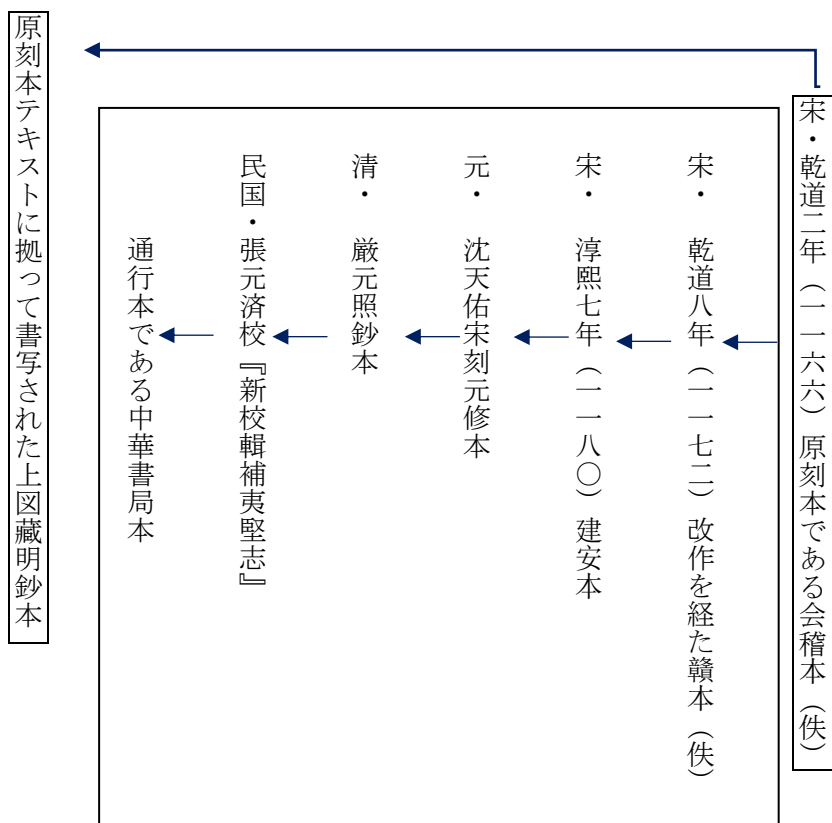 宋・乾道二年（一一六六）原刻本である会稽本（佚）
宋・　乾道八年（一一七二）改作を経た贛本（佚）
宋・　淳熙七年（一一八〇）建安本
元・　沈天佑宋刻元修本
清・　厳元照鈔本
民国・張元済校『新校輯補夷堅志』
通行本である中華書局本
原刻本テキストに拠って書写された上図蔵明鈔本